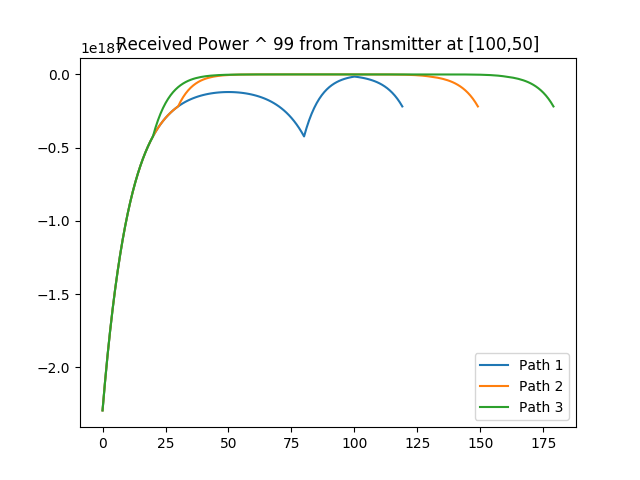 1e187
Received Power ^ 99 from Transmitter at [100,50]
0.0
−0.5
−1.0
−1.5
−2.0
0 25 50 75 100 125 150 175
Path 1
Path 2
Path 3